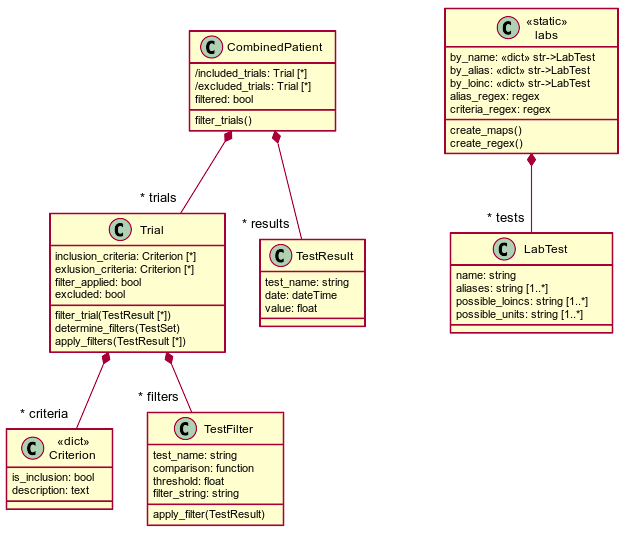 C CombinedPatient
/included_trials: Trial [*]
/excluded_trials: Trial [*]
filtered: bool
filter_trials()
C «static»
labs
by_name: «dict» str->LabTest
by_alias: «dict» str->LabTest
by_loinc: «dict» str->LabTest
alias_regex: regex
criteria_regex: regex
create_maps()
create_regex()
* trials
* results
* tests
C Trial
inclusion_criteria: Criterion [*]
exlusion_criteria: Criterion [*]
filter_applied: bool
excluded: bool
filter_trial(TestResult [*])
determine_filters(TestSet)
apply_filters(TestResult [*])
C TestResult
test_name: string
date: dateTime
value: float
C LabTest
name: string
aliases: string [1..*]
possible_loincs: string [1..*]
possible_units: string [1..*]
* criteria
* filters
C «dict»
Criterion
is_inclusion: bool
description: text
C TestFilter
test_name: string
comparison: function
threshold: float
filter_string: string
apply_filter(TestResult)